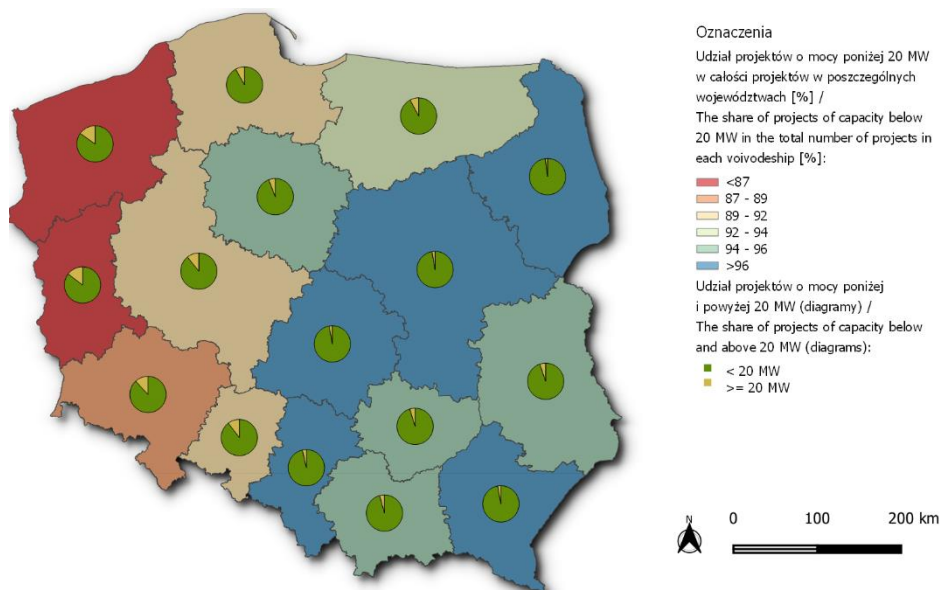 Oznaczenia
Udział projektów o mocy poniżej 20 MW
w całości projektów w poszczególnych
województwach [%] /
The share of projects of capacity below
20 MW in the total number of projects in
each voivodeship [%]:
<87
87 - 89
89 - 92
92 - 94
94 - 96
>96
Udział projektów o mocy poniżej
i powyżej 20 MW (diagramy) /
The share of projects of capacity below
and above 20 MW (diagrams):
< 20 MW
>= 20 MW
N
0 100 200 km